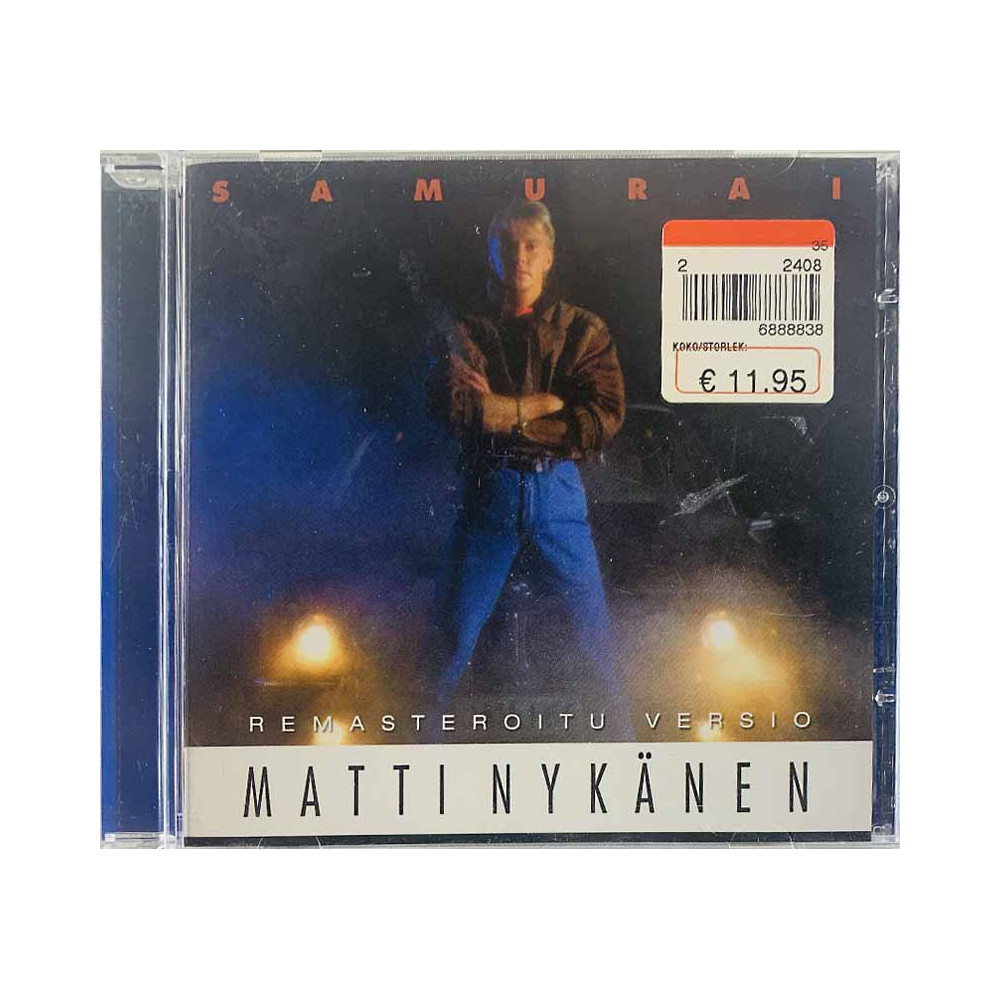 SAMURAI
35
2 2408
6888838
KOKO/STORLEK:
€ 11.95
REMASTEROITU VERSIO
MATTI NYKÄNEN